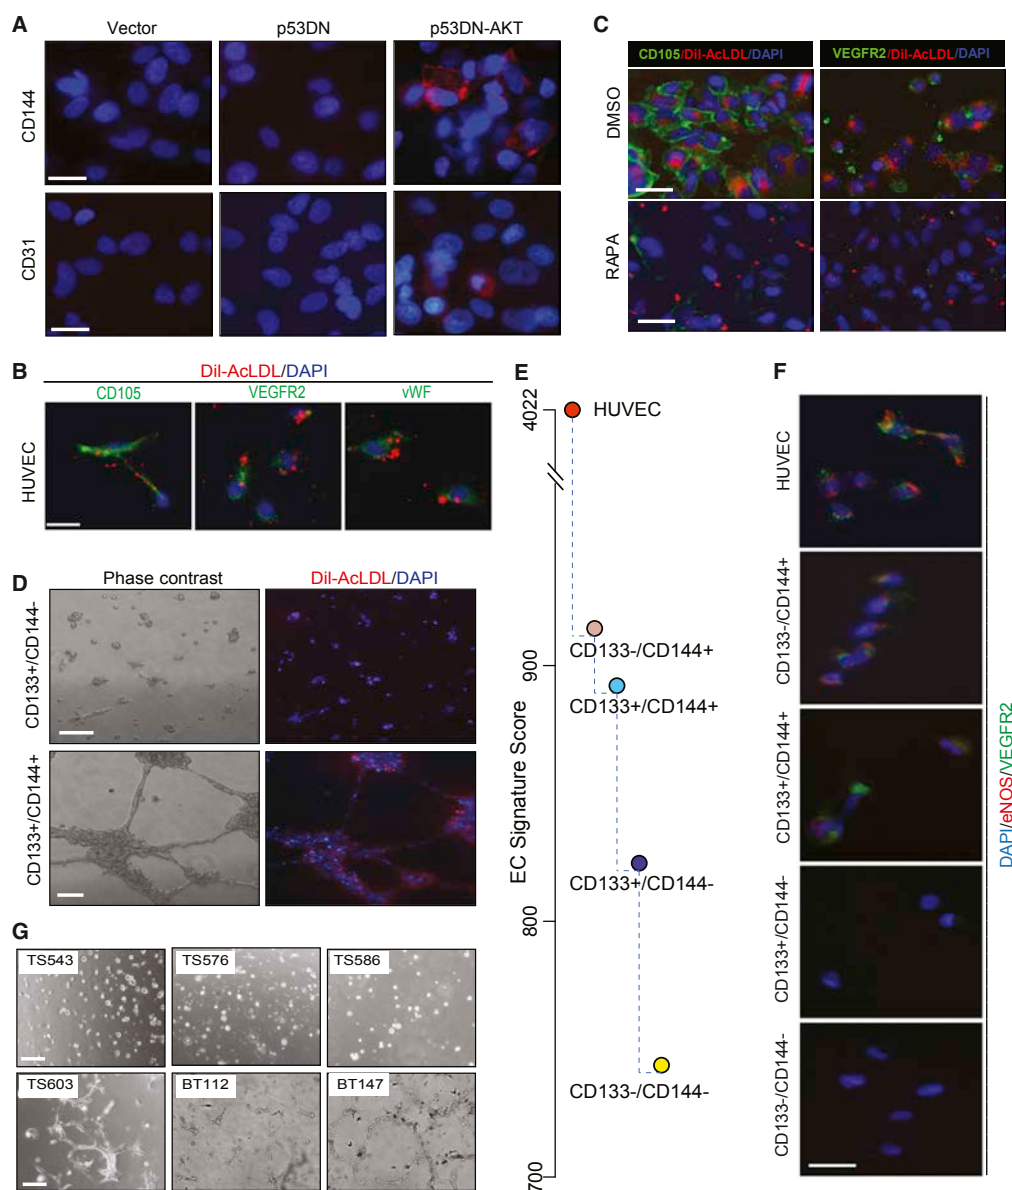 A
Vector
p53DN
p53DN-AKT
CD144
CD31
C
CD105/Dil-AcLDL/DAPI
VEGFR2/Dil-AcLDL/DAPI
DMSO
RAPA
B
Dil-AcLDL/DAPI
CD105
VEGFR2
vWF
HUVEC
E
4022
HUVEC
CD133-/CD144+
900
CD133+/CD144+
EC Signature Score
CD133+/CD144-
800
CD133-/CD144-
700
F
HUVEC
CD133-/CD144+
CD133+/CD144+
CD133+/CD144-
CD133-/CD144-
DAPI/eNOS/VEGFR2
D
Phase contrast
Dil-AcLDL/DAPI
CD133+/CD144-
CD133+/CD144+
G
TS543
TS576
TS586
TS603
BT112
BT147